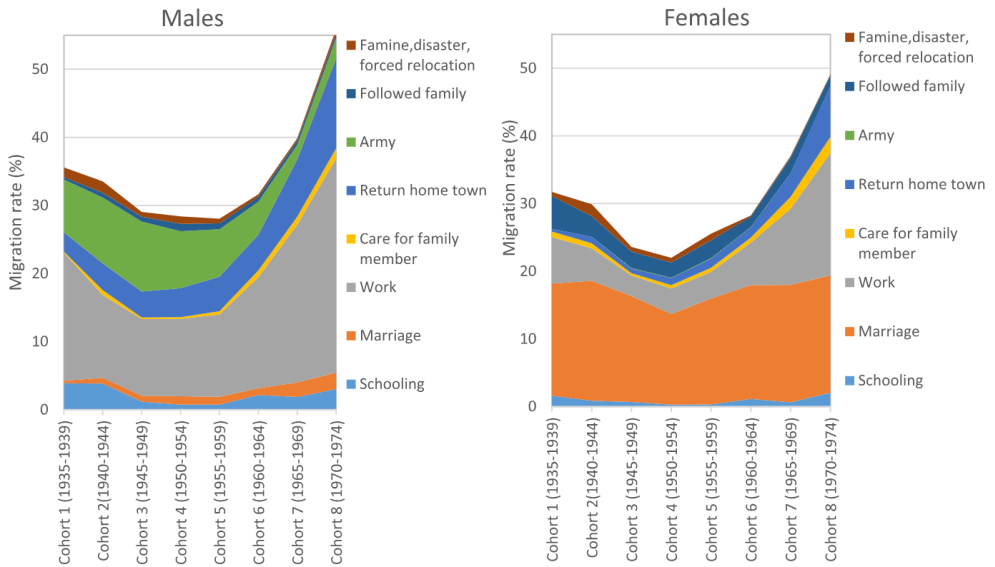 Males
Migration rate (%)
50
40
30
20
10
0
Cohort 1 (1935-1939)
Cohort 2(1940-1944)
Cohort 3 (1945-1949)
Cohort 4 (1950-1954)
Cohort 5 (1955-1959)
Cohort 6 (1960-1964)
Cohort 7 (1965-1969)
Cohort 8 (1970-1974)
Famine,disaster,
forced relocation
Followed family
Army
Return home town
Care for family
member
Work
Marriage
Schooling
Females
Migration rate (%)
50
40
30
20
10
0
Cohort 1 (1935-1939)
Cohort 2(1940-1944)
Cohort 3 (1945-1949)
Cohort 4 (1950-1954)
Cohort 5 (1955-1959)
Cohort 6 (1960-1964)
Cohort 7 (1965-1969)
Cohort 8 (1970-1974)
Famine,disaster,
forced relocation
Followed family
Army
Return home town
Care for family
member
Work
Marriage
Schooling